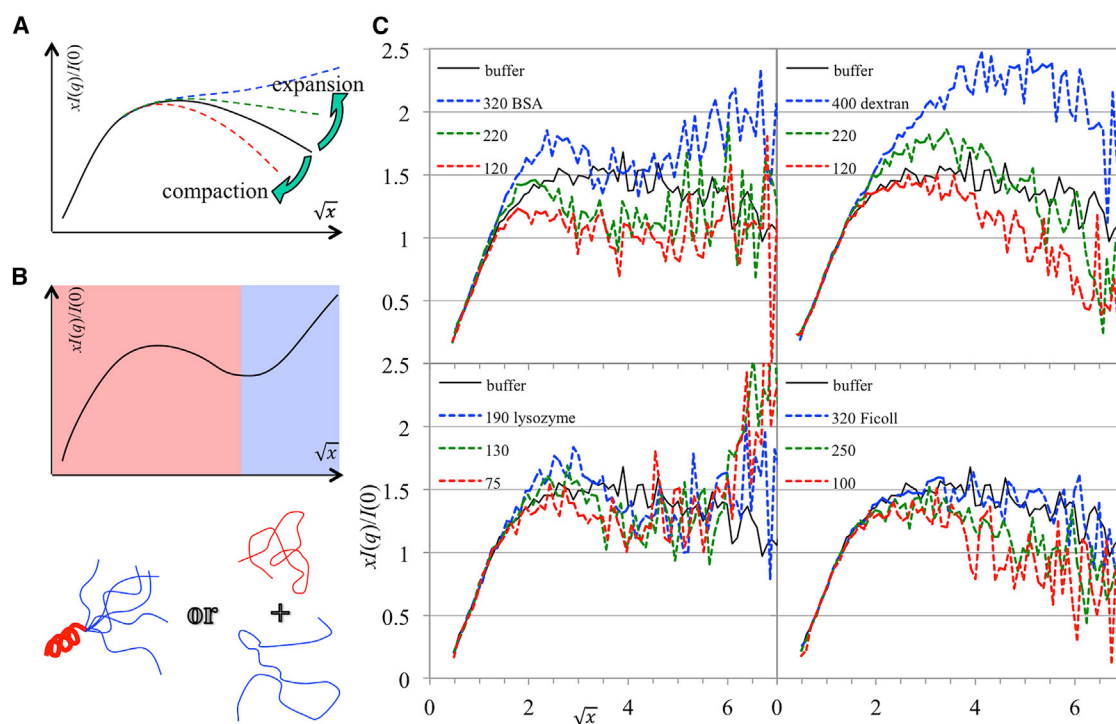 A
xI(q)/I(0)
expansion
compaction
√x
B
xI(q)/I(0)
√x
or
+
C
2.5
2
1.5
1
0.5
buffer
320 BSA
220
120
buffer
400 dextran
220
120
2.5
2
1.5
1
0.5
0
xI(q)/I(0)
buffer
190 lysozyme
130
75
buffer
320 Ficoll
250
100
0
√x
2
4
6
0
2
4
6